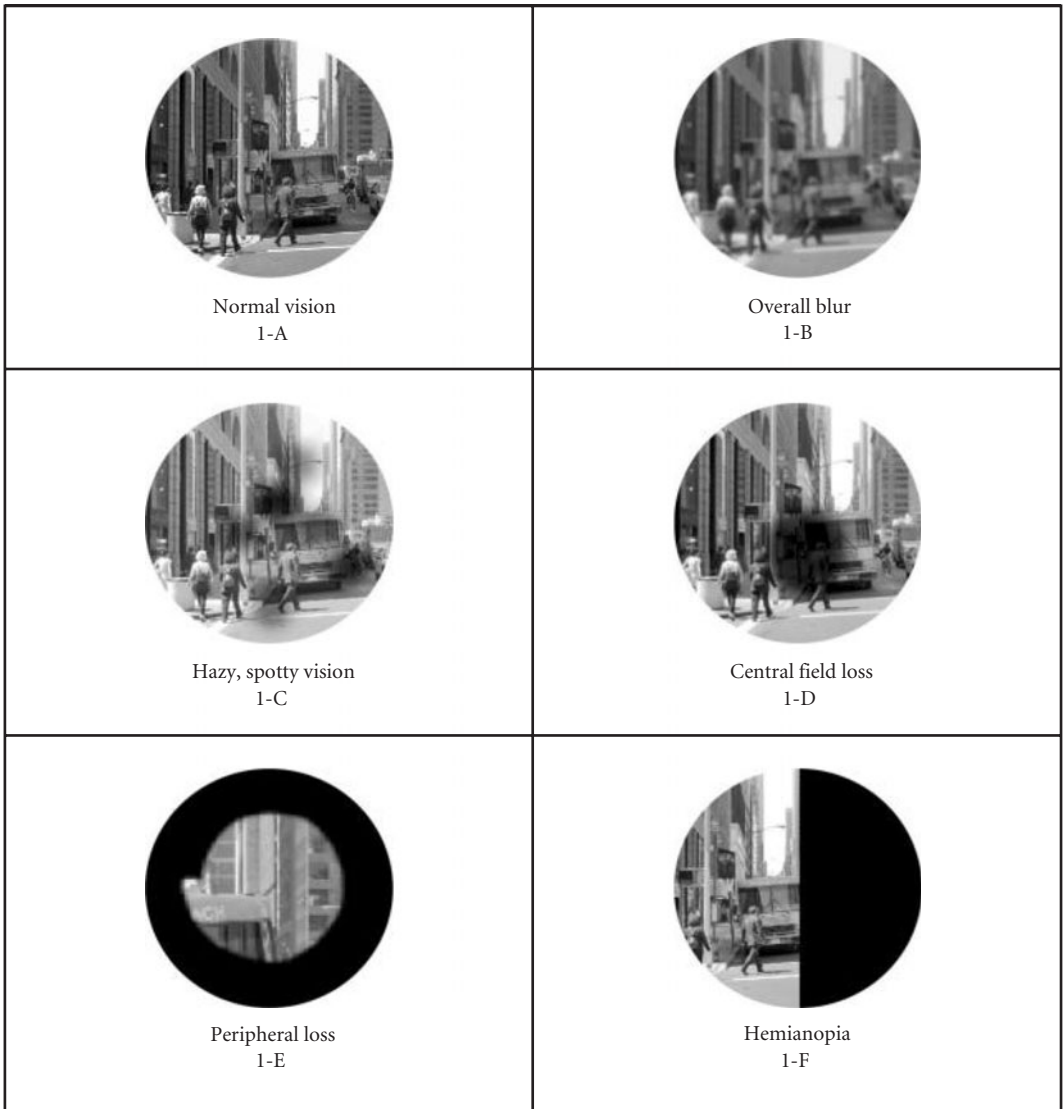 Normal vision
1-A
Overall blur
1-B
Hazy, spotty vision
1-C
Central field loss
1-D
Peripheral loss
1-E
Hemianopia
1-F